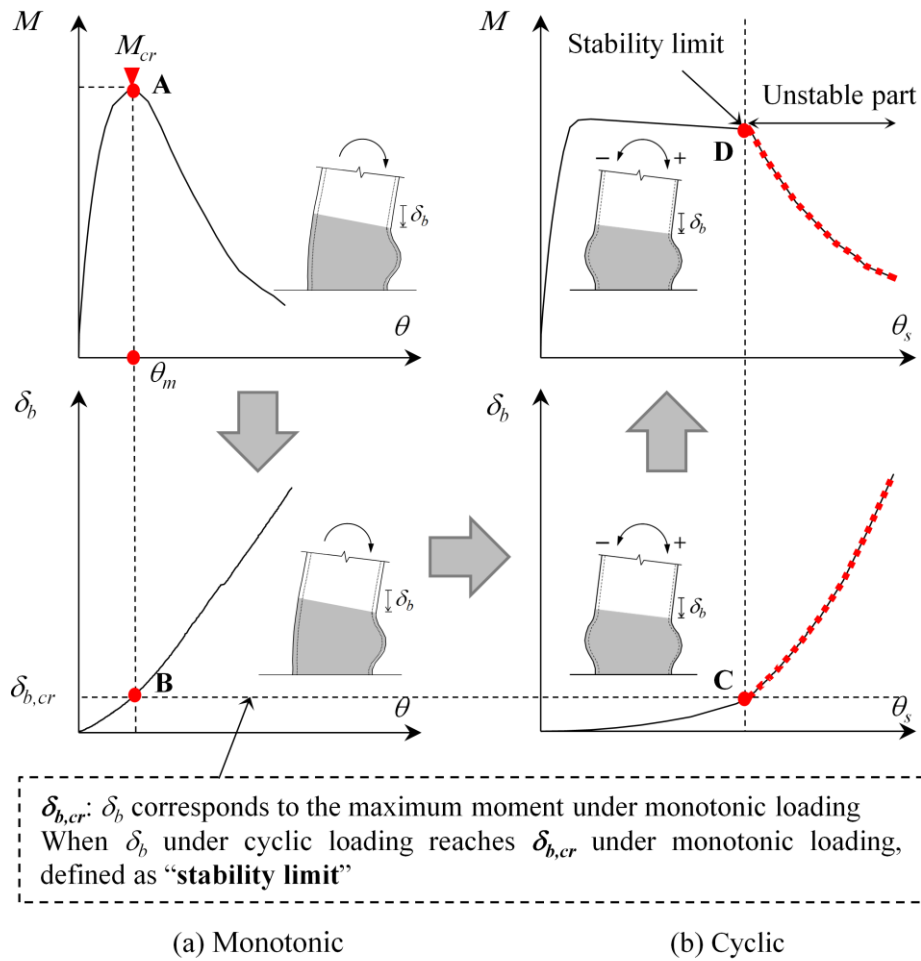 M
M_cr
A
δ_b
θ
θ_m
M
Stability limit
Unstable part
D
– +
δ_b
θ_s
δ_b
δ_b
δ_b,cr
B
θ
δ_b
– +
δ_b
C
θ_s
δ_b,cr: δ_b corresponds to the maximum moment under monotonic loading
When δ_b under cyclic loading reaches δ_b,cr under monotonic loading,
defined as “stability limit”
(a) Monotonic
(b) Cyclic